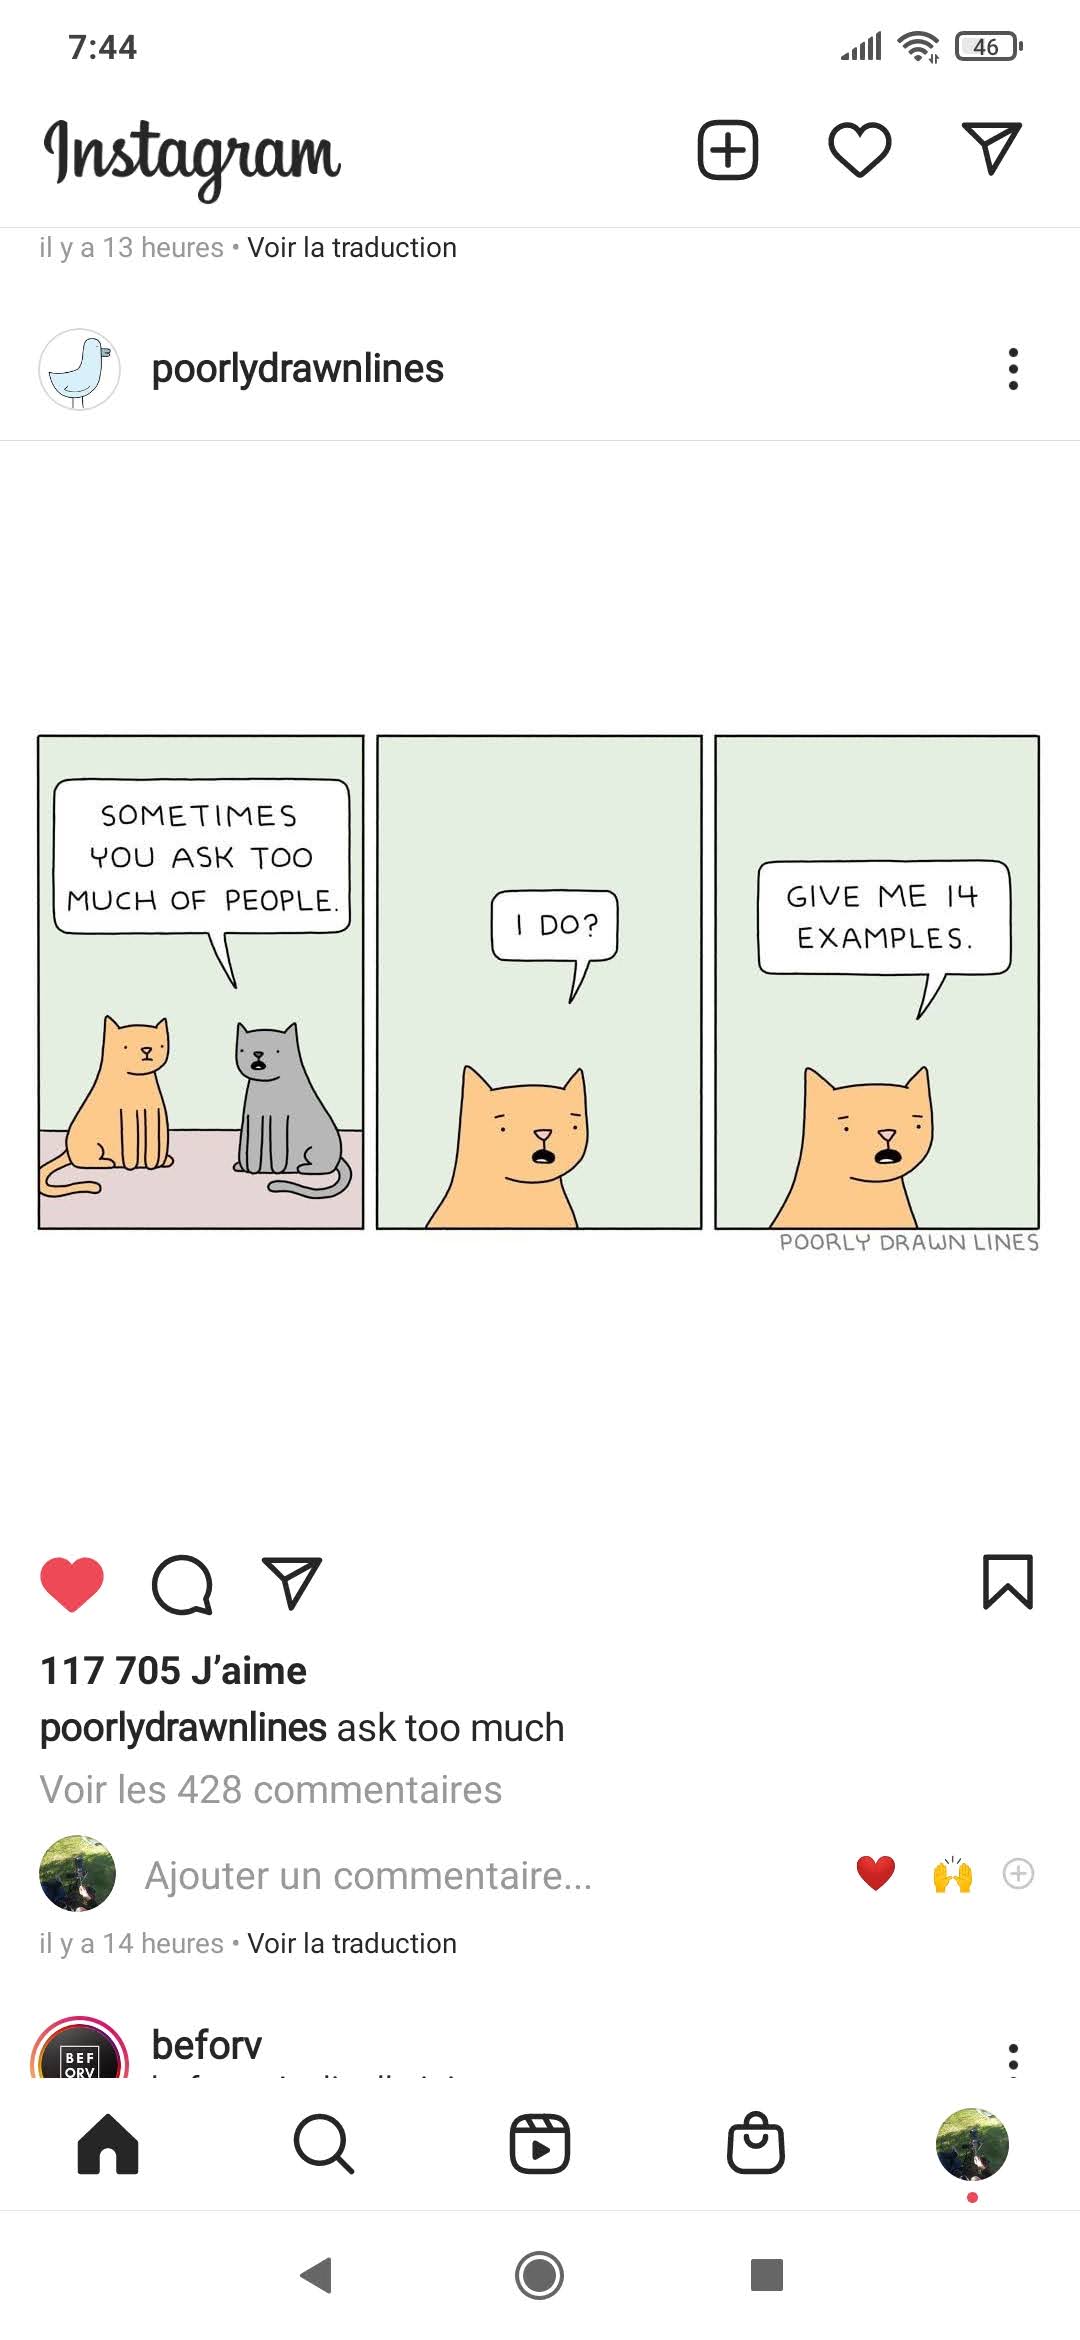 7:44
46
Instagram
il y a 13 heures • Voir la traduction
poorlydrawnlines
SOMETIMES
YOU ASK TOO
MUCH OF PEOPLE.
I DO?
GIVE ME 14
EXAMPLES.
POORLY DRAWN LINES
117 705 J’aime
poorlydrawnlines ask too much
Voir les 428 commentaires
Ajouter un commentaire...
il y a 14 heures • Voir la traduction
beforv
BEF
ORV